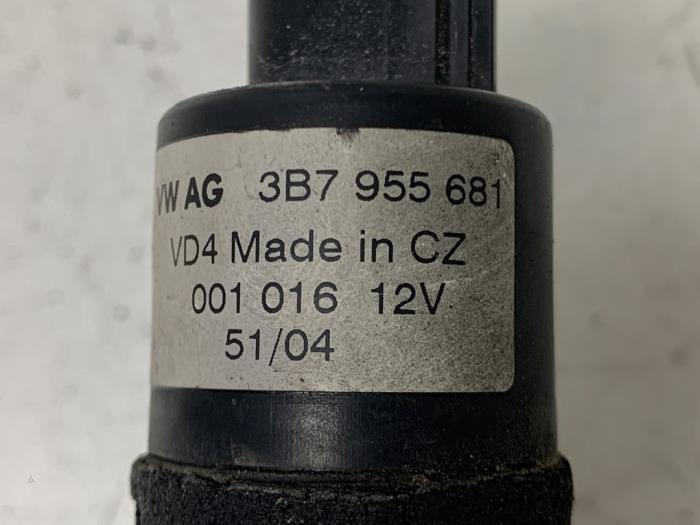 VW AG 3B7 955 681
VD4 Made in CZ
001 016 12V
51/04